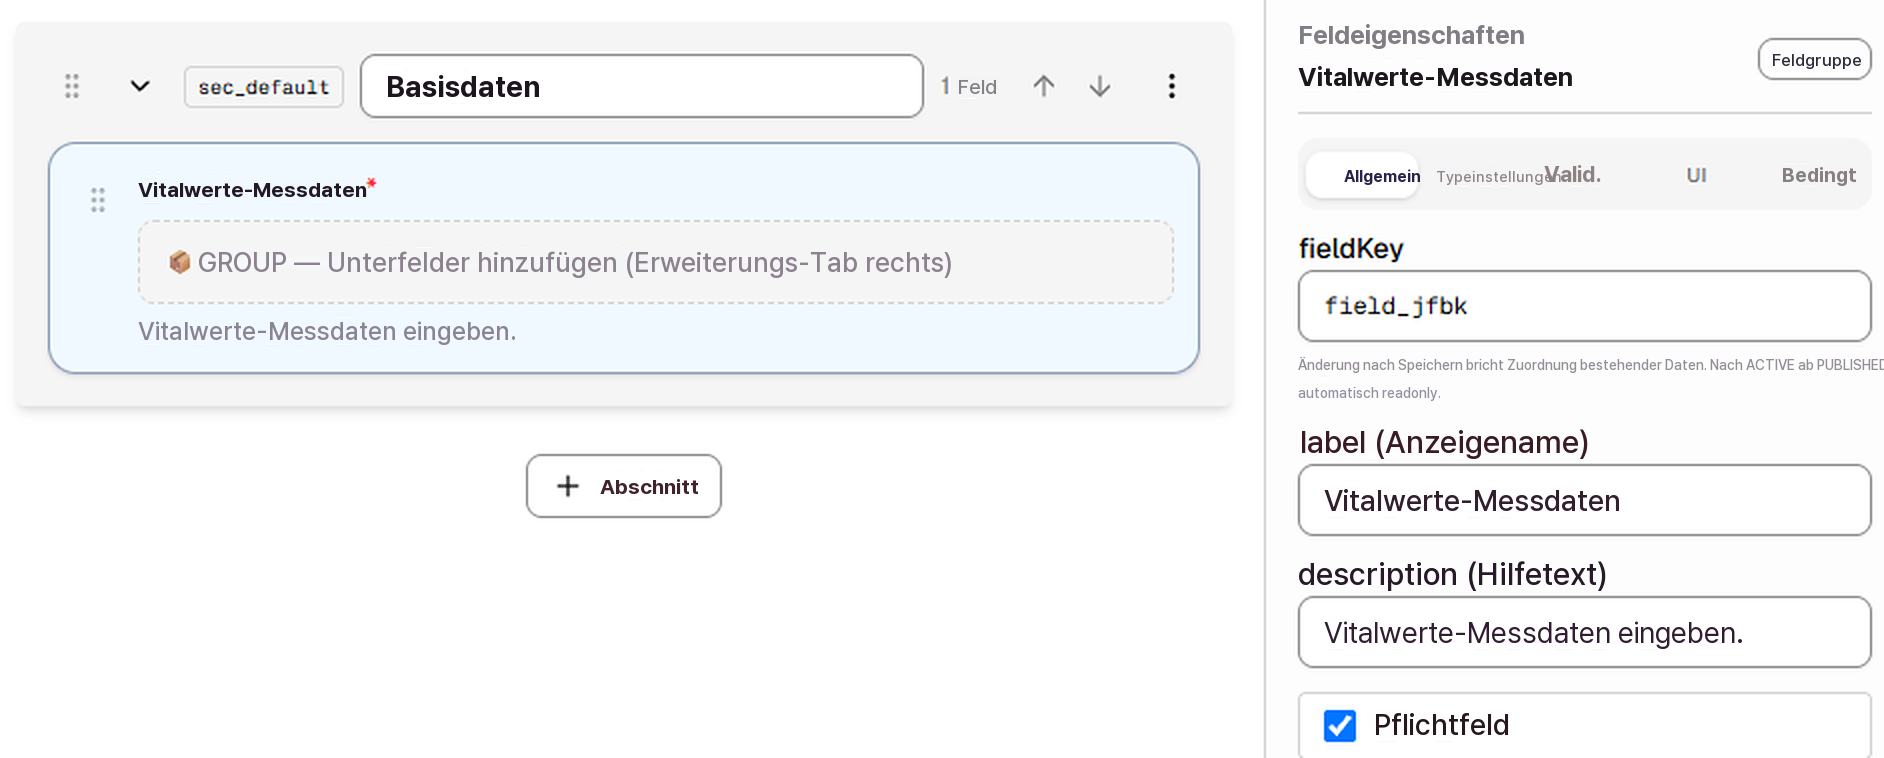 sec_default
Basisdaten
1 Feld
Vitalwerte-Messdaten*
GROUP — Unterfelder hinzufügen (Erweiterungs-Tab rechts)
Vitalwerte-Messdaten eingeben.
Abschnitt
Feldeigenschaften
Vitalwerte-Messdaten
Feldgruppe
Allgemein Typeinstellungen Valid. UI Bedingt
fieldKey
field_jfbk
Änderung nach Speichern bricht Zuordnung bestehender Daten. Nach ACTIVE ab PUBLISHED
automatisch readonly.
label (Anzeigename)
Vitalwerte-Messdaten
description (Hilfetext)
Vitalwerte-Messdaten eingeben.
Pflichtfeld